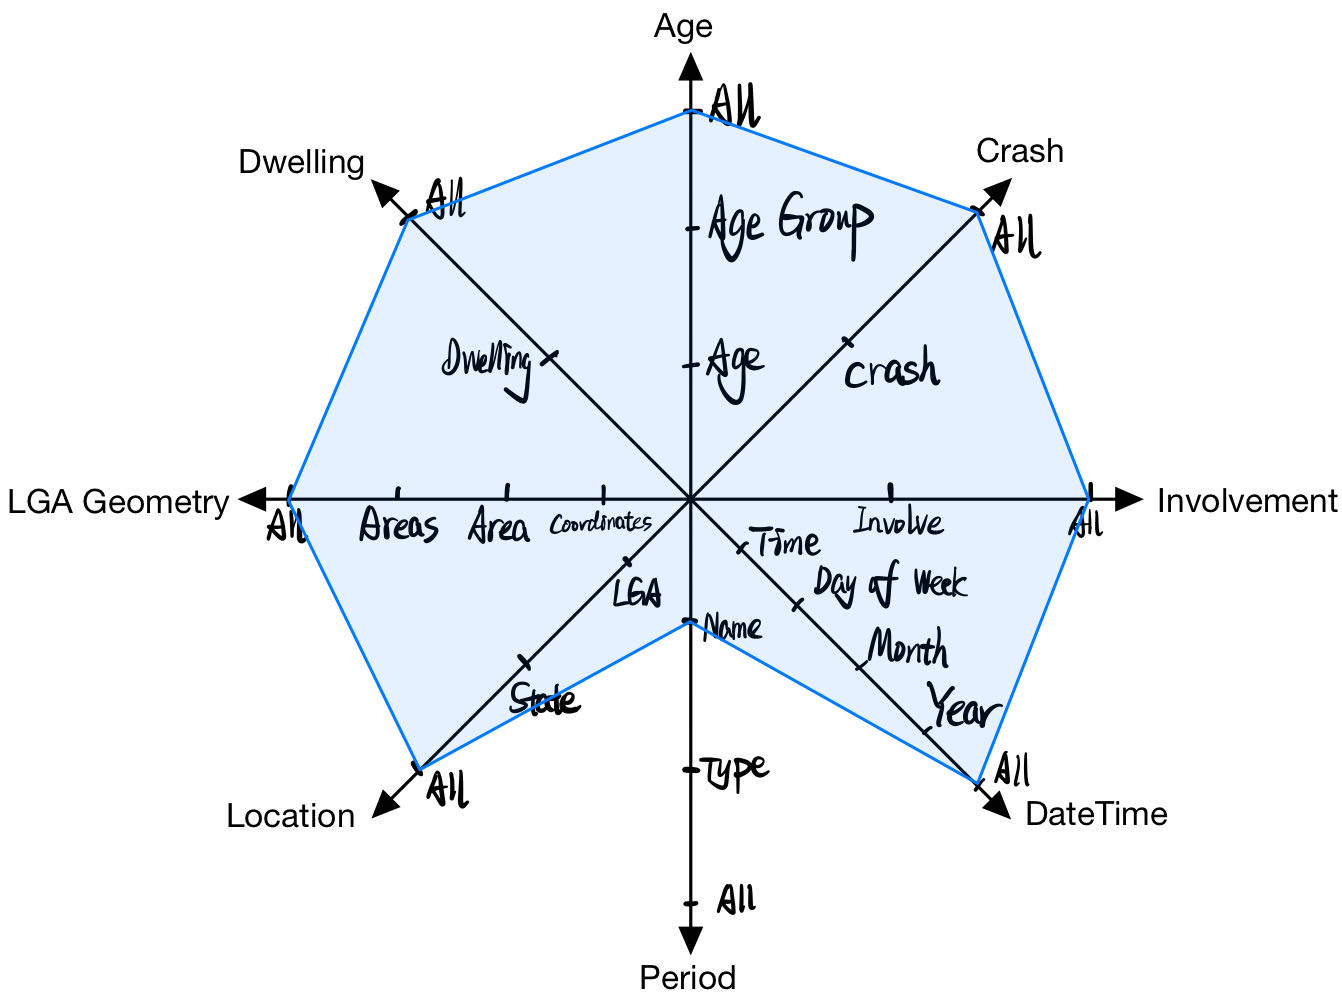 Age
All
Crash
Dwelling
All
All
Age Group
Dwelling
Age
Crash
LGA Geometry
Involvement
All
Areas
Area
Coordinates
Involve
All
Time
LGA
Day of Week
Name
Month
State
Year
Type
All
All
Location
DateTime
All
Period